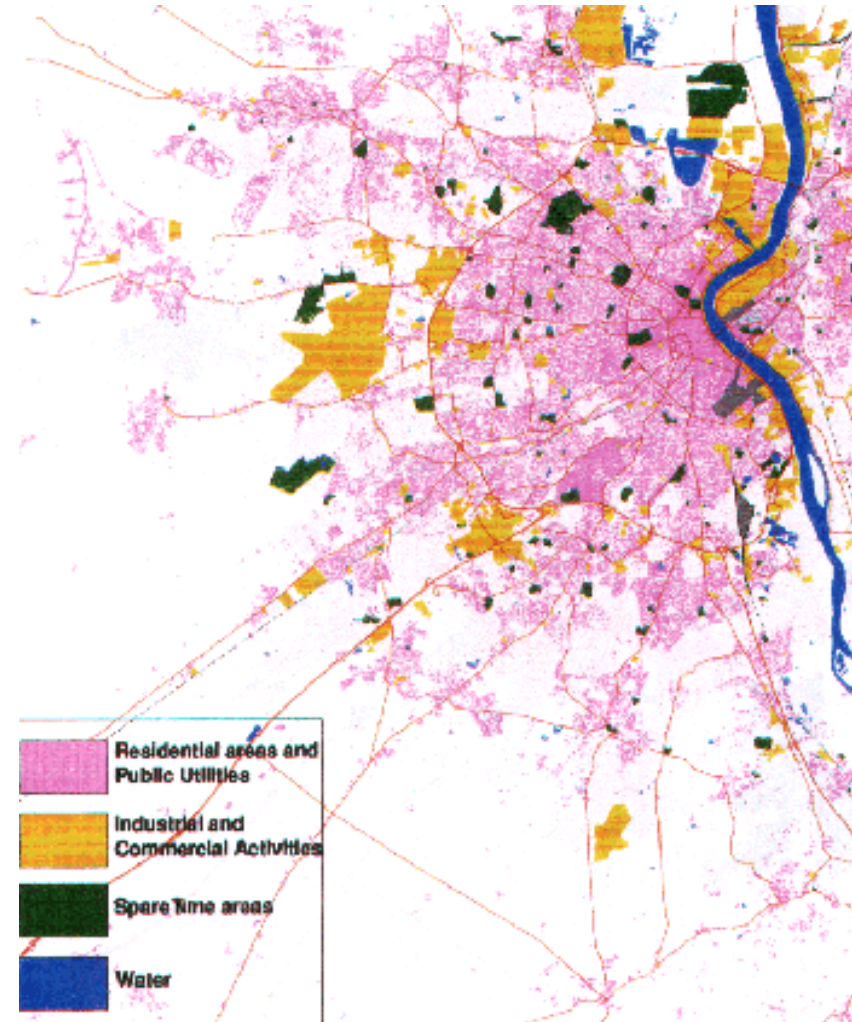 Residential areas and
Public Utilities
Industrial and
Commercial Activities
Spare Time areas
Water